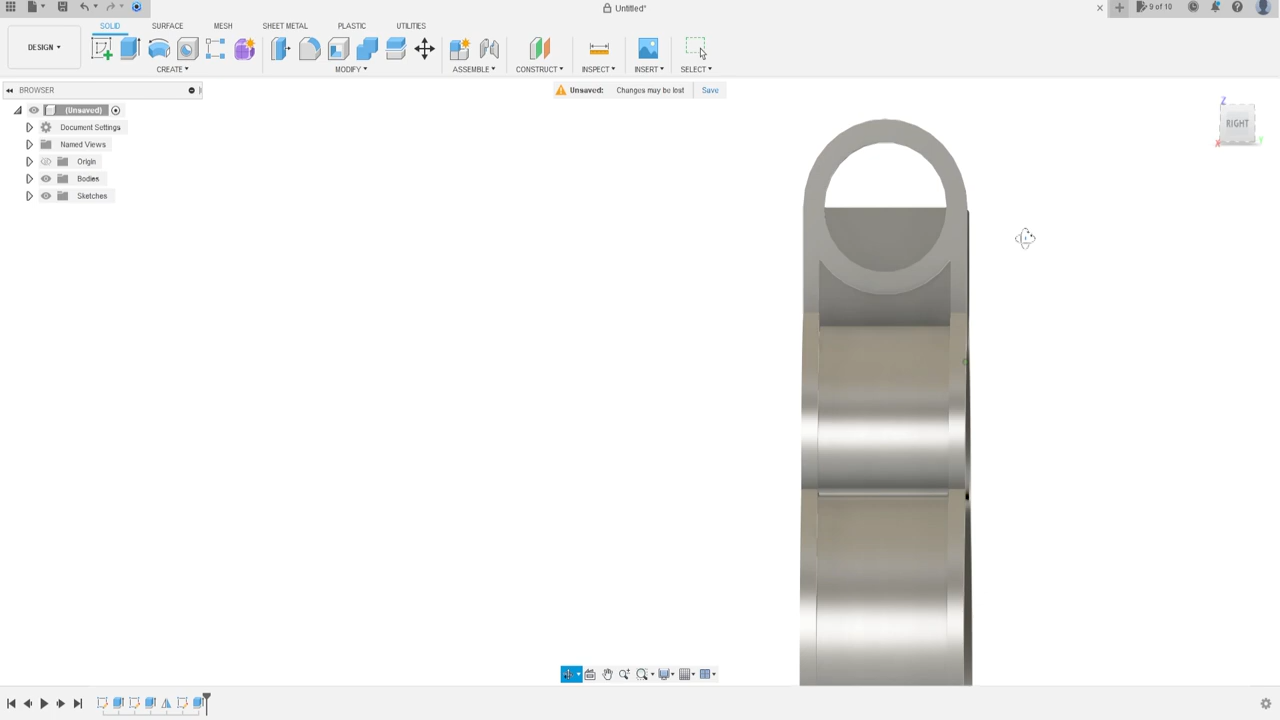 Untitled*
9 of 10
DESIGN
SOLID SURFACE MESH SHEET METAL PLASTIC UTILITIES
CREATE MODIFY ASSEMBLE CONSTRUCT INSPECT INSERT SELECT
BROWSER
Unsaved: Changes may be lost Save
(Unsaved)
Document Settings
Named Views
Origin
Bodies
Sketches
Z
RIGHT
X
Y